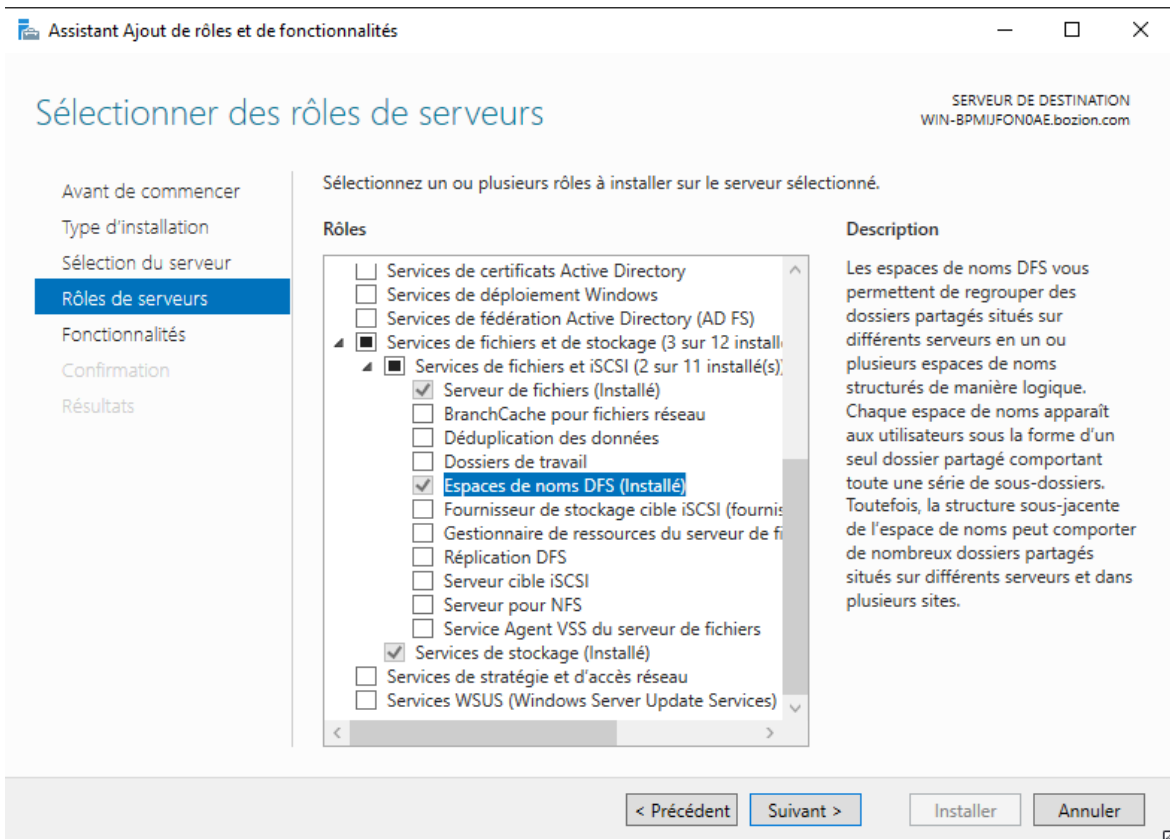 Assistant Ajout de rôles et de fonctionnalités
Sélectionner des rôles de serveurs
SERVEUR DE DESTINATION
WIN-BPMIJFON0AE.bozion.com
Avant de commencer
Type d'installation
Sélection du serveur
Rôles de serveurs
Fonctionnalités
Confirmation
Résultats
Sélectionnez un ou plusieurs rôles à installer sur le serveur sélectionné.
Rôles
Services de certificats Active Directory
Services de déploiement Windows
Services de fédération Active Directory (AD FS)
Services de fichiers et de stockage (3 sur 12 install
Services de fichiers et iSCSI (2 sur 11 installé(s))
Serveur de fichiers (Installé)
BranchCache pour fichiers réseau
Déduplication des données
Dossiers de travail
Espaces de noms DFS (Installé)
Fournisseur de stockage cible iSCSI (fournis
Gestionnaire de ressources du serveur de fi
Réplication DFS
Serveur cible iSCSI
Serveur pour NFS
Service Agent VSS du serveur de fichiers
Services de stockage (Installé)
Services de stratégie et d'accès réseau
Services WSUS (Windows Server Update Services)
Description
Les espaces de noms DFS vous
permettent de regrouper des
dossiers partagés situés sur
différents serveurs en un ou
plusieurs espaces de noms
structurés de manière logique.
Chaque espace de noms apparaît
aux utilisateurs sous la forme d'un
seul dossier partagé comportant
toute une série de sous-dossiers.
Toutefois, la structure sous-jacente
de l'espace de noms peut comporter
de nombreux dossiers partagés
situés sur différents serveurs et dans
plusieurs sites.
< Précédent
Suivant >
Installer
Annuler